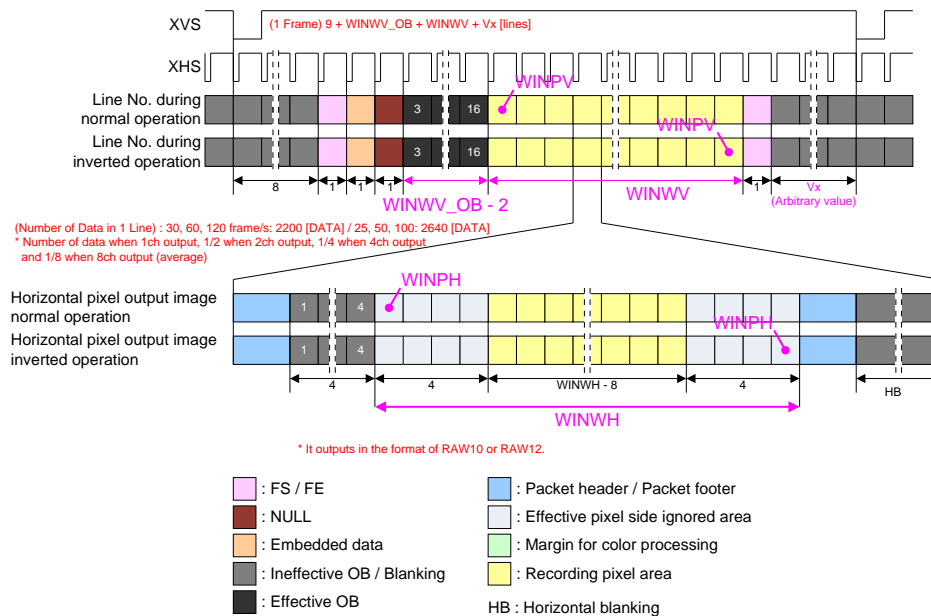 XVS
(1 Frame) 9 + WINWV_OB + WINWV + Vx [lines]
XHS
WINPV
Line No. during
normal operation
3
16
WINPV
Line No. during
inverted operation
3
16
8
1
1
1
WINWV_OB - 2
WINWV
1
Vx
(Arbitrary value)
(Number of Data in 1 Line) : 30, 60, 120 frame/s: 2200 [DATA] / 25, 50, 100: 2640 [DATA]
* Number of data when 1ch output, 1/2 when 2ch output, 1/4 when 4ch output
and 1/8 when 8ch output (average)
WINPH
Horizontal pixel output image
normal operation
1
4
WINPH
Horizontal pixel output image
inverted operation
1
4
4
4
WINWH - 8
4
HB
WINWH
* It outputs in the format of RAW10 or RAW12.
: FS / FE
: Packet header / Packet footer
: NULL
: Effective pixel side ignored area
: Embedded data
: Margin for color processing
: Ineffective OB / Blanking
: Recording pixel area
: Effective OB
HB : Horizontal blanking